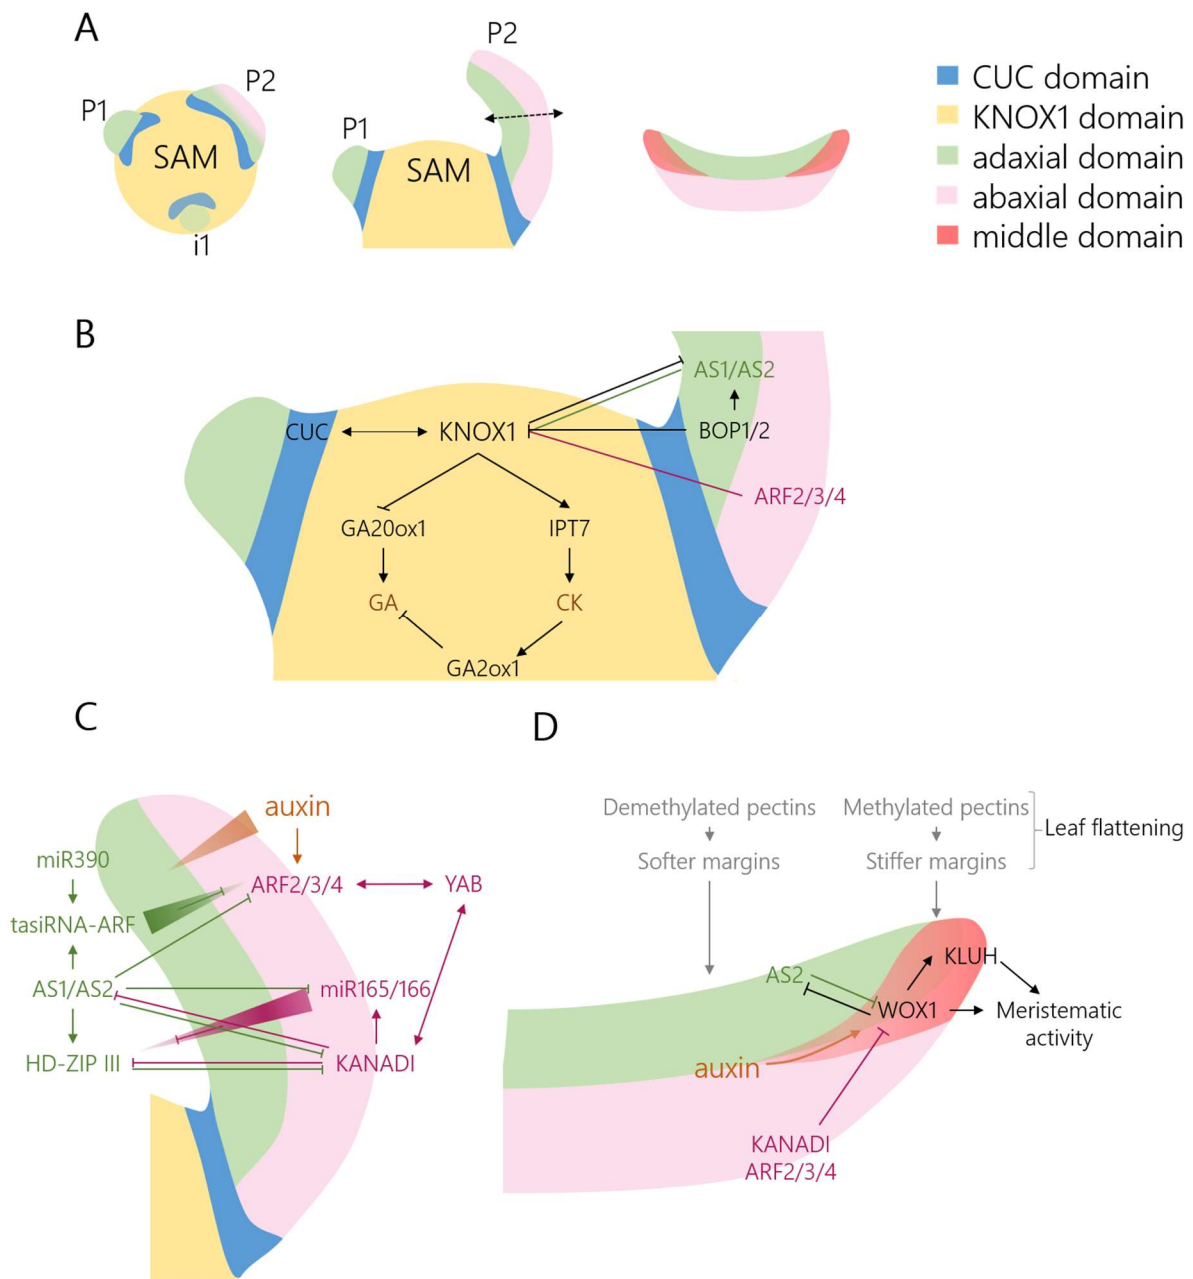 A
P1
P2
SAM
i1
P1
P2
SAM
CUC domain
KNOX1 domain
adaxial domain
abaxial domain
middle domain
B
AS1/AS2
CUC
KNOX1
BOP1/2
ARF2/3/4
GA20ox1
IPT7
GA
CK
GA2ox1
C
auxin
miR390
ARF2/3/4
YAB
tasiRNA-ARF
AS1/AS2
miR165/166
HD-ZIP III
KANADI
D
Demethylated pectins
Methylated pectins
Leaf flattening
Softer margins
Stiffer margins
KLUH
AS2
WOX1
Meristematic
activity
auxin
KANADI
ARF2/3/4